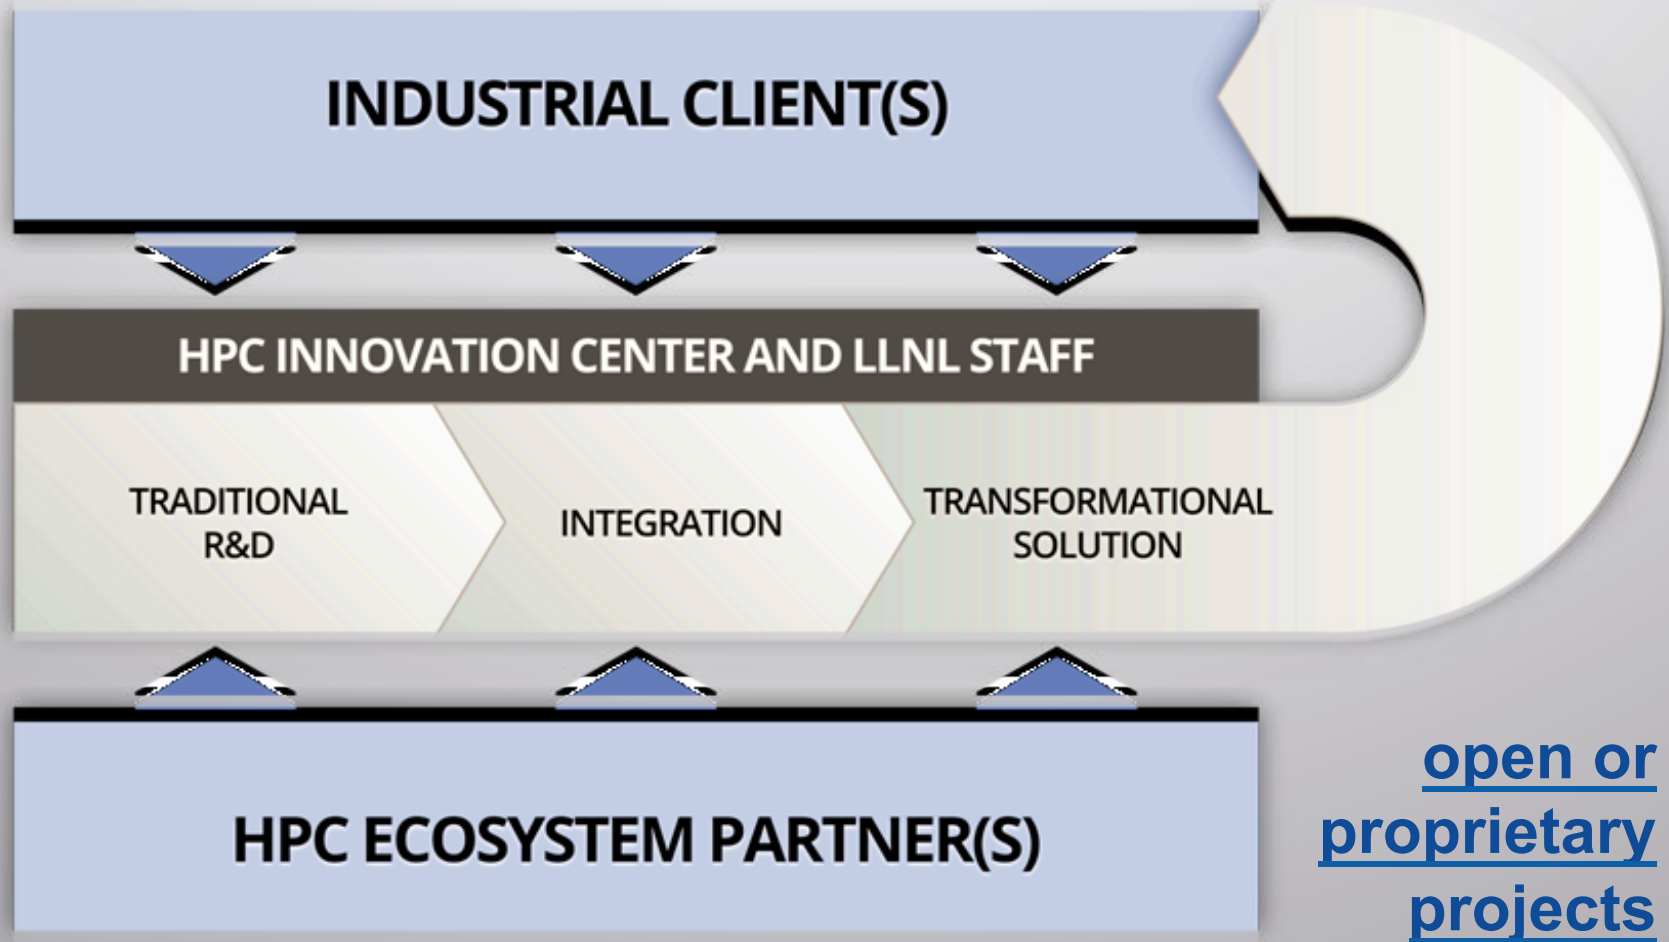 INDUSTRIAL CLIENT(S)
HPC INNOVATION CENTER AND LLNL STAFF
TRADITIONAL
R&D
INTEGRATION
TRANSFORMATIONAL
SOLUTION
HPC ECOSYSTEM PARTNER(S)
open or
proprietary
projects